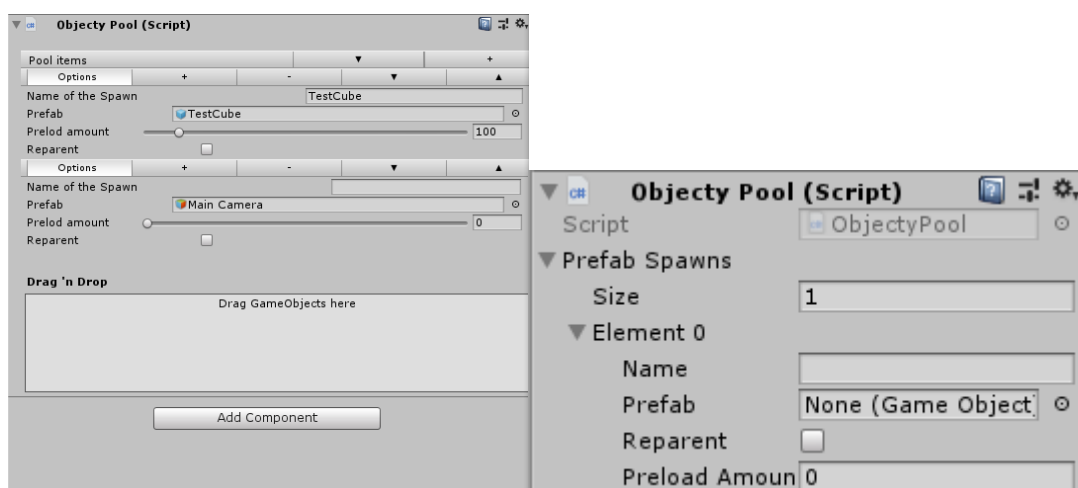 Objecty Pool (Script)
Pool items ▼ +
Options + - ▼ ▲
Name of the Spawn TestCube
Prefab TestCube
Prelod amount 100
Reparent
Options + - ▼ ▲
Name of the Spawn
Prefab Main Camera
Prelod amount 0
Reparent
Drag 'n Drop
Drag GameObjects here
Add Component
C# Objecty Pool (Script)
Script ObjectyPool
Prefab Spawns
Size 1
Element 0
Name
Prefab None (Game Object
Reparent
Preload Amoun 0